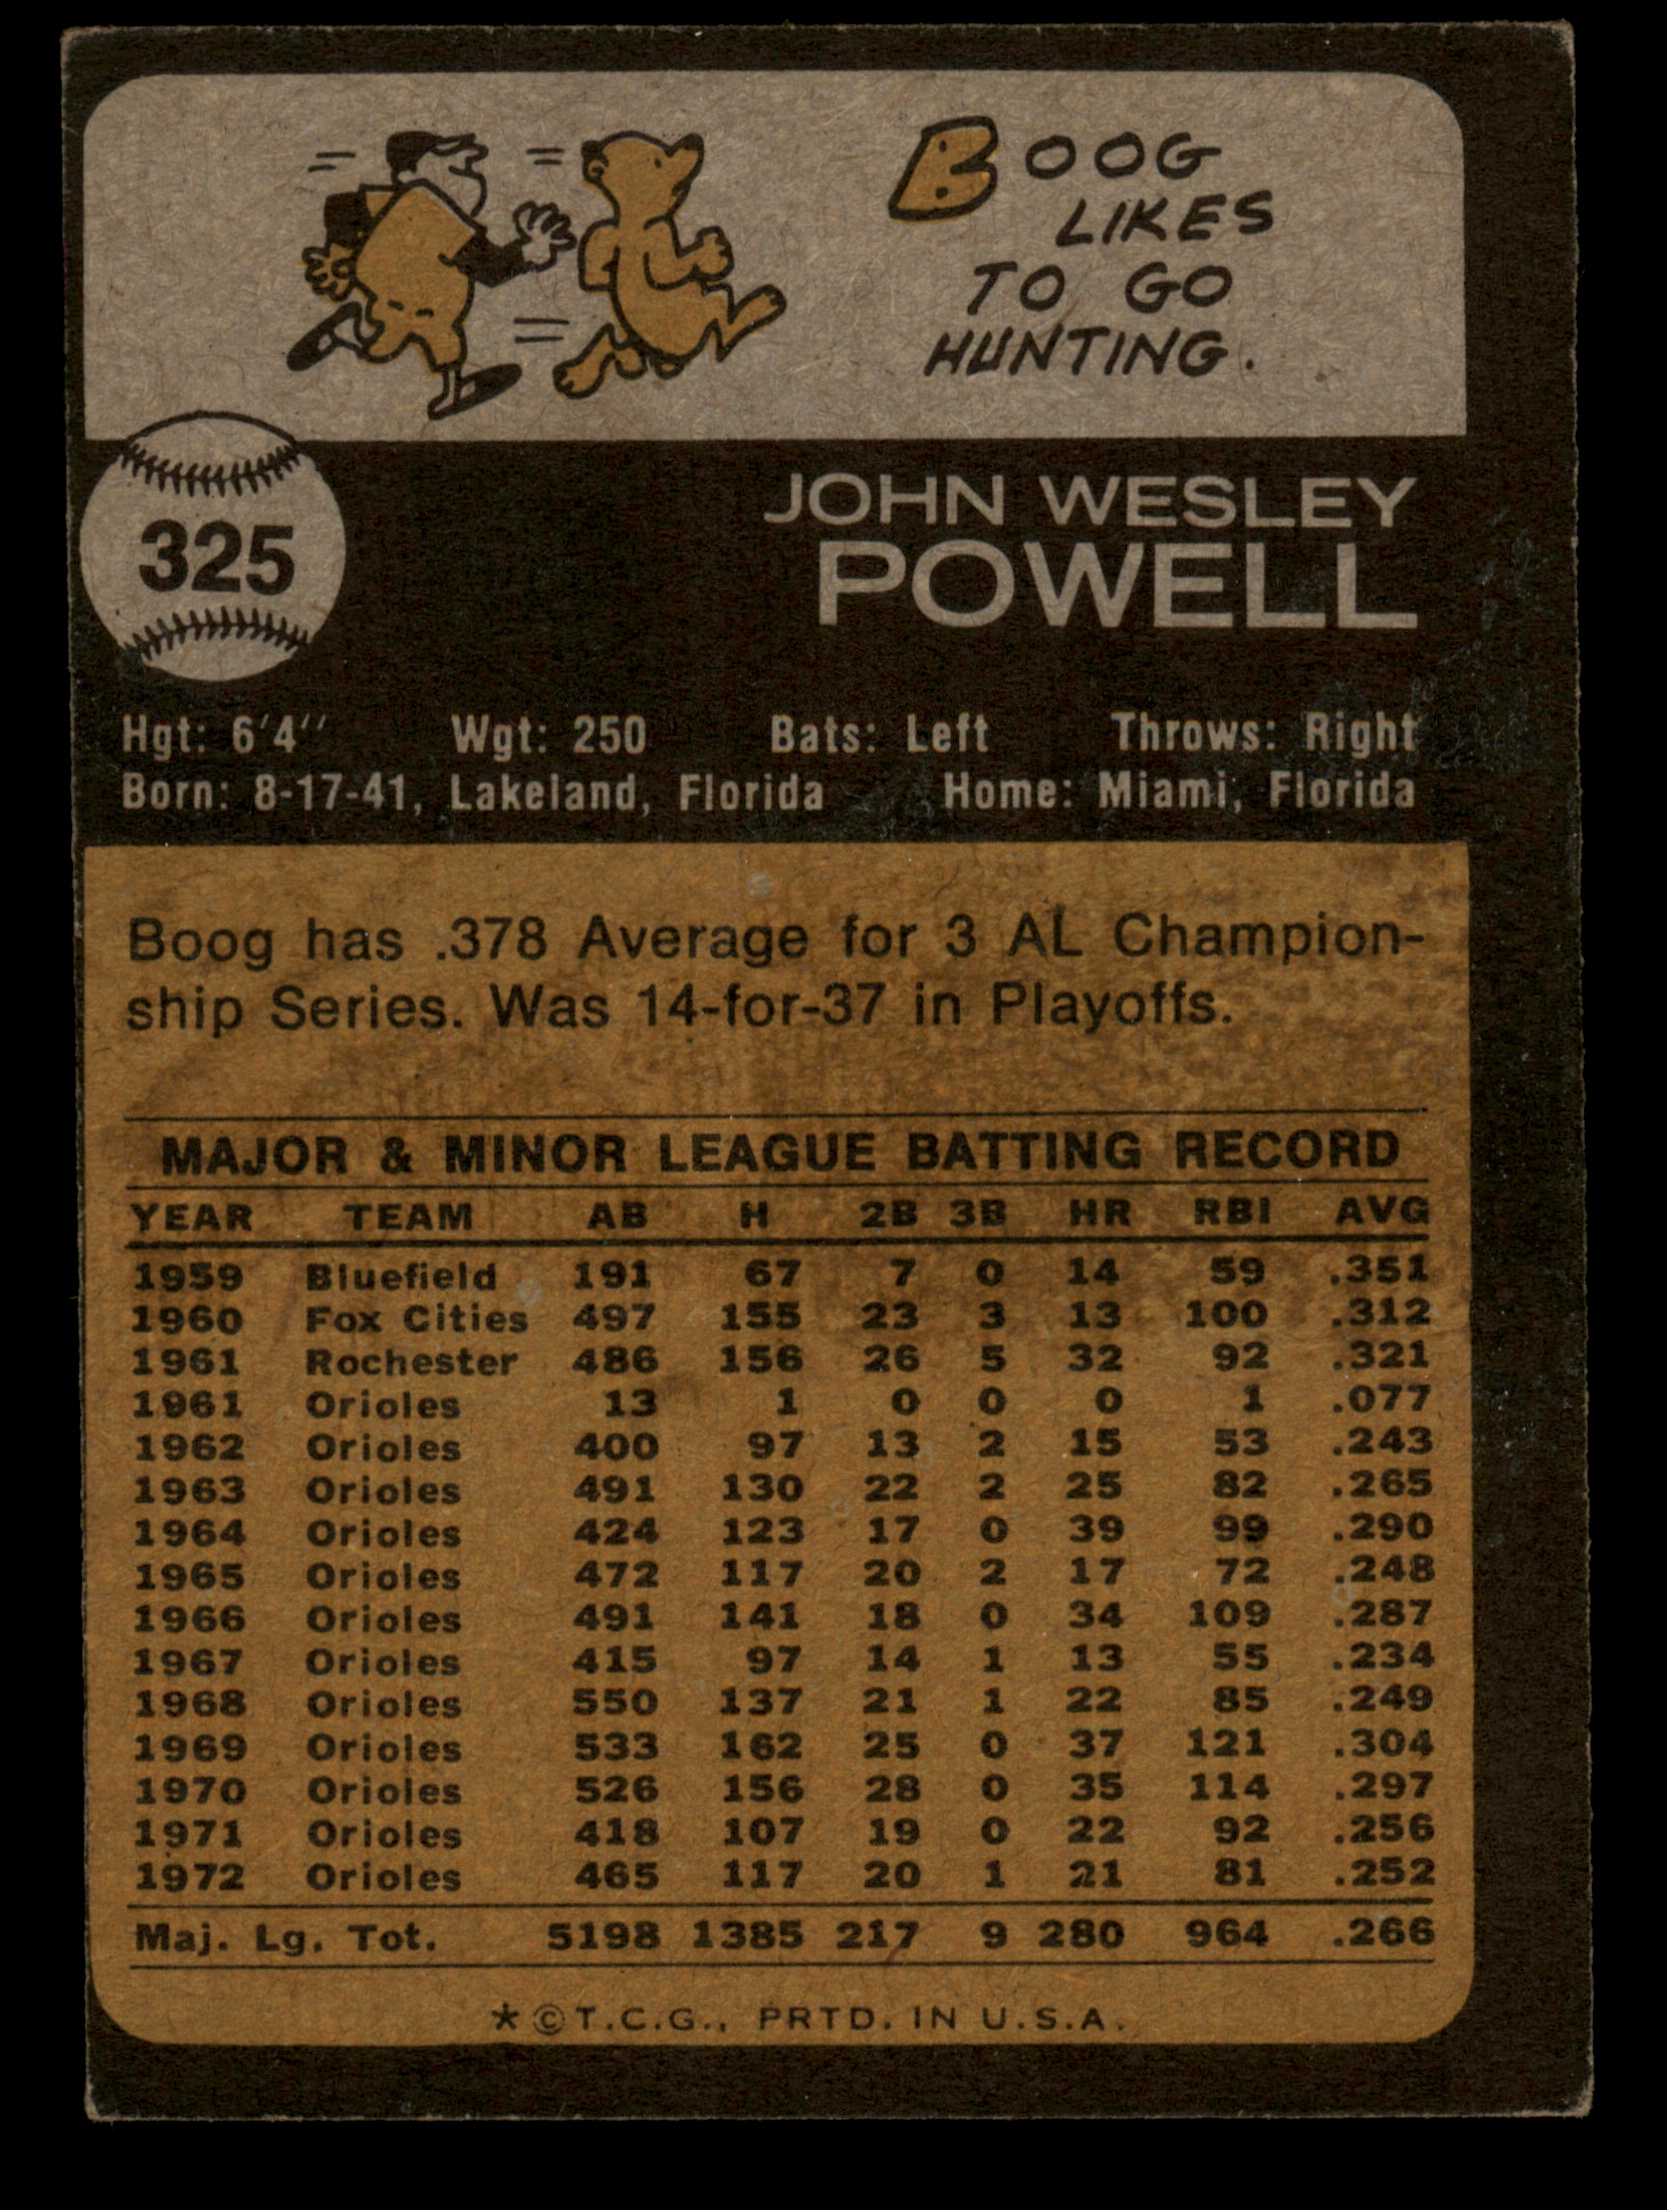 BOOG
LIKES
TO GO
HUNTING.
325
JOHN WESLEY
POWELL
Hgt: 6'4'' Wgt: 250 Bats: Left Throws: Right
Born: 8-17-41, Lakeland, Florida Home: Miami, Florida
Boog has .378 Average for 3 AL Champion-
ship Series. Was 14-for-37 in Playoffs.
MAJOR & MINOR LEAGUE BATTING RECORD
YEAR TEAM AB H 2B 3B HR RBI AVG
1959 Bluefield 191 67 7 0 14 59 .351
1960 Fox Cities 497 155 23 3 13 100 .312
1961 Rochester 486 156 26 5 32 92 .321
1961 Orioles 13 1 0 0 0 1 .077
1962 Orioles 400 97 13 2 15 53 .243
1963 Orioles 491 130 22 2 25 82 .265
1964 Orioles 424 123 17 0 39 99 .290
1965 Orioles 472 117 20 2 17 72 .248
1966 Orioles 491 141 18 0 34 109 .287
1967 Orioles 415 97 14 1 13 55 .234
1968 Orioles 550 137 21 1 22 85 .249
1969 Orioles 533 162 25 0 37 121 .304
1970 Orioles 526 156 28 0 35 114 .297
1971 Orioles 418 107 19 0 22 92 .256
1972 Orioles 465 117 20 1 21 81 .252
Maj. Lg. Tot. 5198 1385 217 9 280 964 .266
*©T.C.G., PRTD. IN U.S.A.